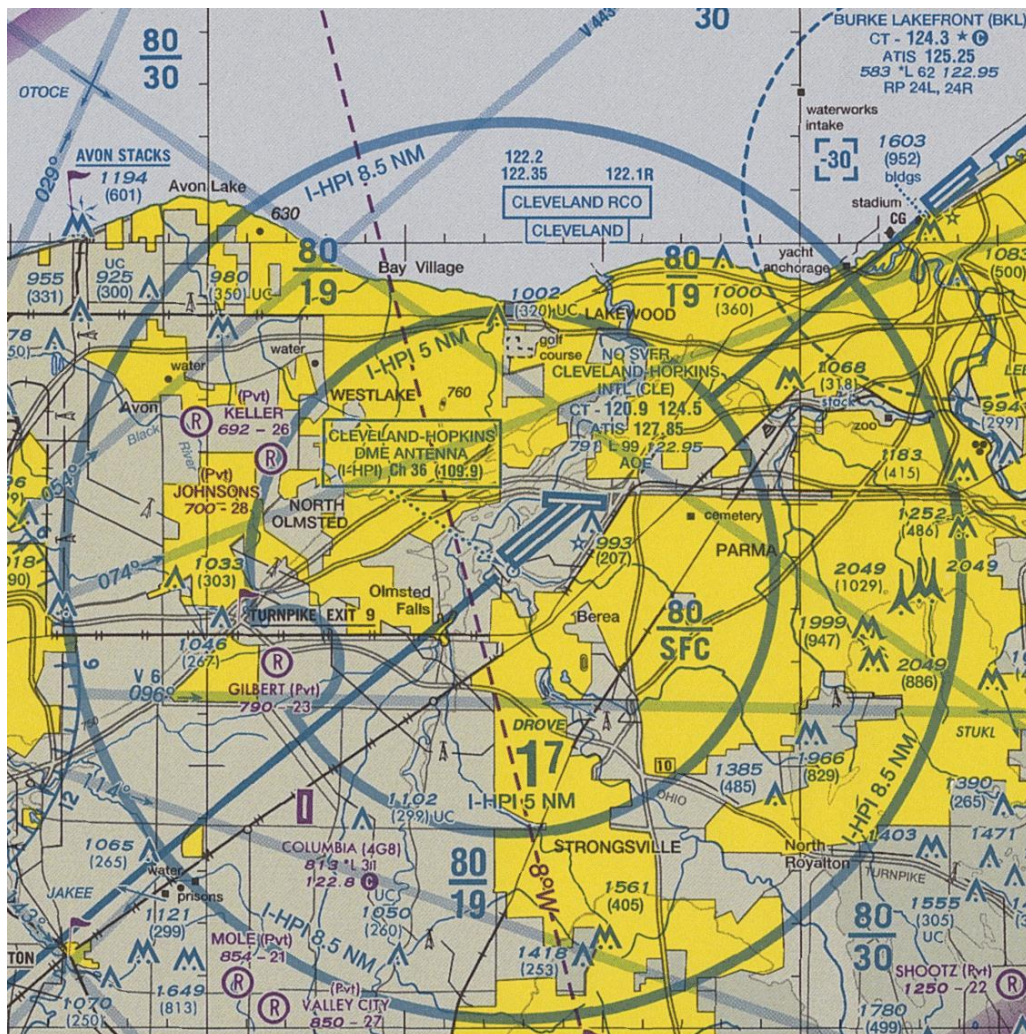 80
30
30
V 443
BURKE LAKEFRONT (BKL)
CT - 124.3 * C
ATIS 125.25
583 *L 62 122.95
RP 24L, 24R
OTOCE
029°
waterworks
intake
-30
1603
(952)
bldgs
stadium
CG
AVON STACKS
1194
(601)
Avon Lake
630
I-HPI 8.5 NM
122.2
122.35
122.1R
CLEVELAND RCO
CLEVELAND
yacht
anchorage
UC
955
(331)
925
(300)
980
(350) UC
80
19
Bay Village
80
19
1083
(500)
1002
(320) UC
LAKEWOOD
1000
(360)
golf
course
I-HPI 5 NM
water
water
NO SVFR
CLEVELAND-HOPKINS
INTL (CLE)
CT - 120.9 124.5
ATIS 127.85
791 L 99 122.95
AOE
1068
(318)
stack
zoo
994
(299)
WESTLAKE
760
Avon
Black
River
(Pvt)
KELLER
692 - 26
R
R
CLEVELAND-HOPKINS
DME ANTENNA
(I-HPI) Ch 36 (109.9)
1183
(415)
054°
(Pvt)
JOHNSONS
700 - 28
NORTH
OLMSTED
cemetery
1252
(486)
993
(207)
PARMA
074°
1033
(303)
2049
(1029)
2049
Olmsted
Falls
TURNPIKE EXIT 9
Berea
80
SFC
1999
(947)
1046
(267)
2049
(886)
R
V 6
096°
GILBERT (Pvt)
790 - 23
6
DROVE
17
STUKL
10
1966
(829)
114°
12
1385
(485)
1390
(265)
I-HPI 5 NM
OHIO
I-HPI 8.5 NM
1102
(299) UC
1065
(265)
COLUMBIA (4G8)
813 *L 31
122.8 C
UC
80
19
STRONGSVILLE
North
Royalton
1403
1471
TURNPIKE
8°W
water
prisons
JAKEE
1121
(299)
I-HPI 8.5 NM
1050
(260)
1561
(405)
1555
(305)
UC
80
30
43°
TON
MOLE (Pvt)
854 - 21
R
1418
(253)
SHOOTZ (Pvt)
1250 - 22
R
1649
(813)
1070
(250)
R
(Pvt)
VALLEY CITY
850 - 27
1780
(499)